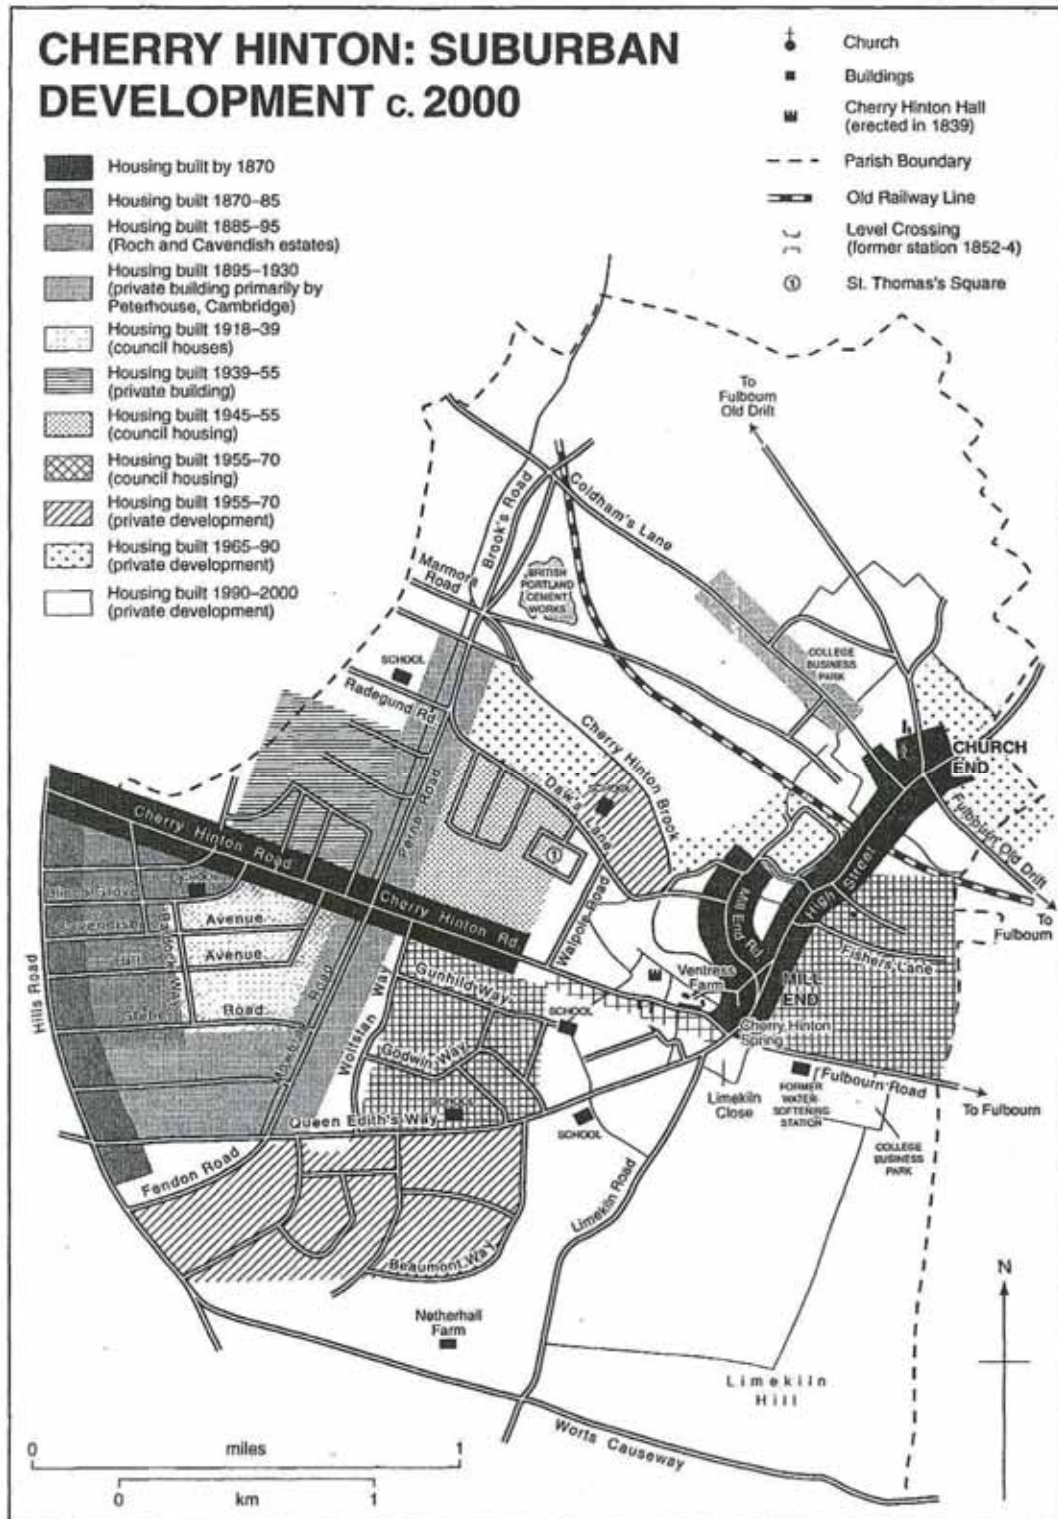 CHERRY HINTON: SUBURBAN
DEVELOPMENT c. 2000
Housing built by 1870
Housing built 1870–85
Housing built 1885–95
(Roch and Cavendish estates)
Housing built 1895–1930
(private building primarily by
Peterhouse, Cambridge)
Housing built 1918–39
(council houses)
Housing built 1939–55
(private building)
Housing built 1945–55
(council housing)
Housing built 1955–70
(council housing)
Housing built 1955–70
(private development)
Housing built 1965–90
(private development)
Housing built 1990–2000
(private development)
Church
Buildings
Cherry Hinton Hall
(erected in 1839)
Parish Boundary
Old Railway Line
Level Crossing
(former station 1852-4)
1 St. Thomas's Square
To
Fulbourn
Old Drift
Coldham's Lane
Brook's Road
Marmora
Road
BRITISH
PORTLAND
CEMENT
WORKS
SCHOOL
Radegund Rd.
COLLEGE
BUSINESS
PARK
CHURCH
END
Cherry Hinton Brook
SCHOOL
Daw's Lane
Perne Road
Fulbourn Old Drift
To
Fulbourn
Cherry Hinton Road
1
High Street
Mill End Rd
Fishers Lane
Cherry Hinton Rd
Walpole Road
Avenue
Avenue
Road
Hills Road
Mowbray Road
Wolfstan Way
Gunhild Way
Godwin Way
Ventress
Farm
MILL
END
Cherry Hinton
Spring
SCHOOL
SCHOOL
Queen Edith's Way
SCHOOL
Limekiln
Close
FORMER
WATER-
SOFTENING
STATION
Fulbourn Road
To Fulbourn
COLLEGE
BUSINESS
PARK
Fendon Road
Limekiln Road
Beaumont Way
Netherhall
Farm
Limekiln
Hill
N
Worts Causeway
0 miles 1
0 km 1